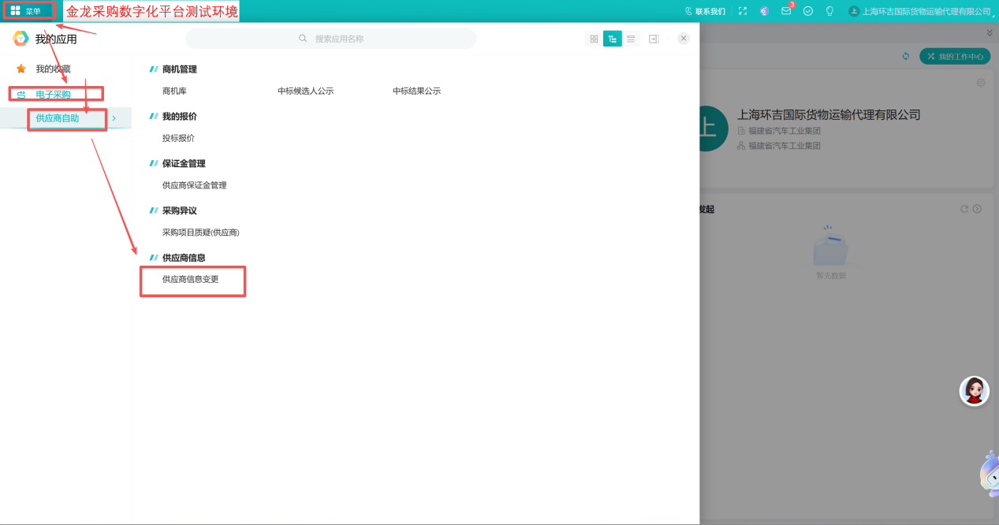 菜单
金龙采购数字化平台测试环境
联系我们
3
上
上海环吉国际货物运输代理有限公司
我的应用
搜索应用名称
我的收藏
电子采购
供应商自助
商机管理
商机库
中标候选人公示
中标结果公示
我的报价
投标报价
保证金管理
供应商保证金管理
采购异议
采购项目质疑(供应商)
供应商信息
供应商信息变更
我的工作中心
上
上海环吉国际货物运输代理有限公司
福建省汽车工业集团
福建省汽车工业集团
发起
暂无数据